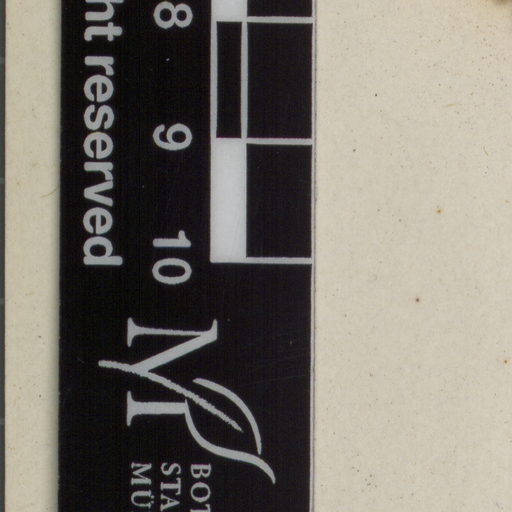 8 9 10
ht reserved
BOT
STA
MÜ